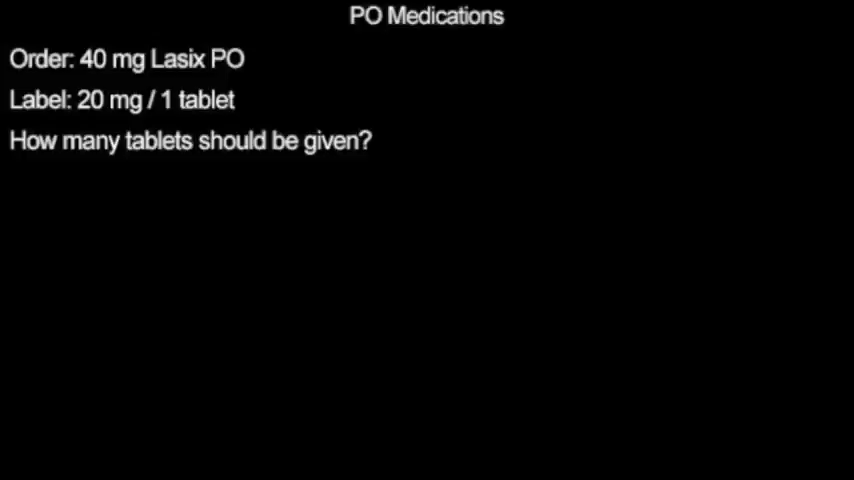 PO Medications
Order: 40 mg Lasix PO
Label: 20 mg / 1 tablet
How many tablets should be given?